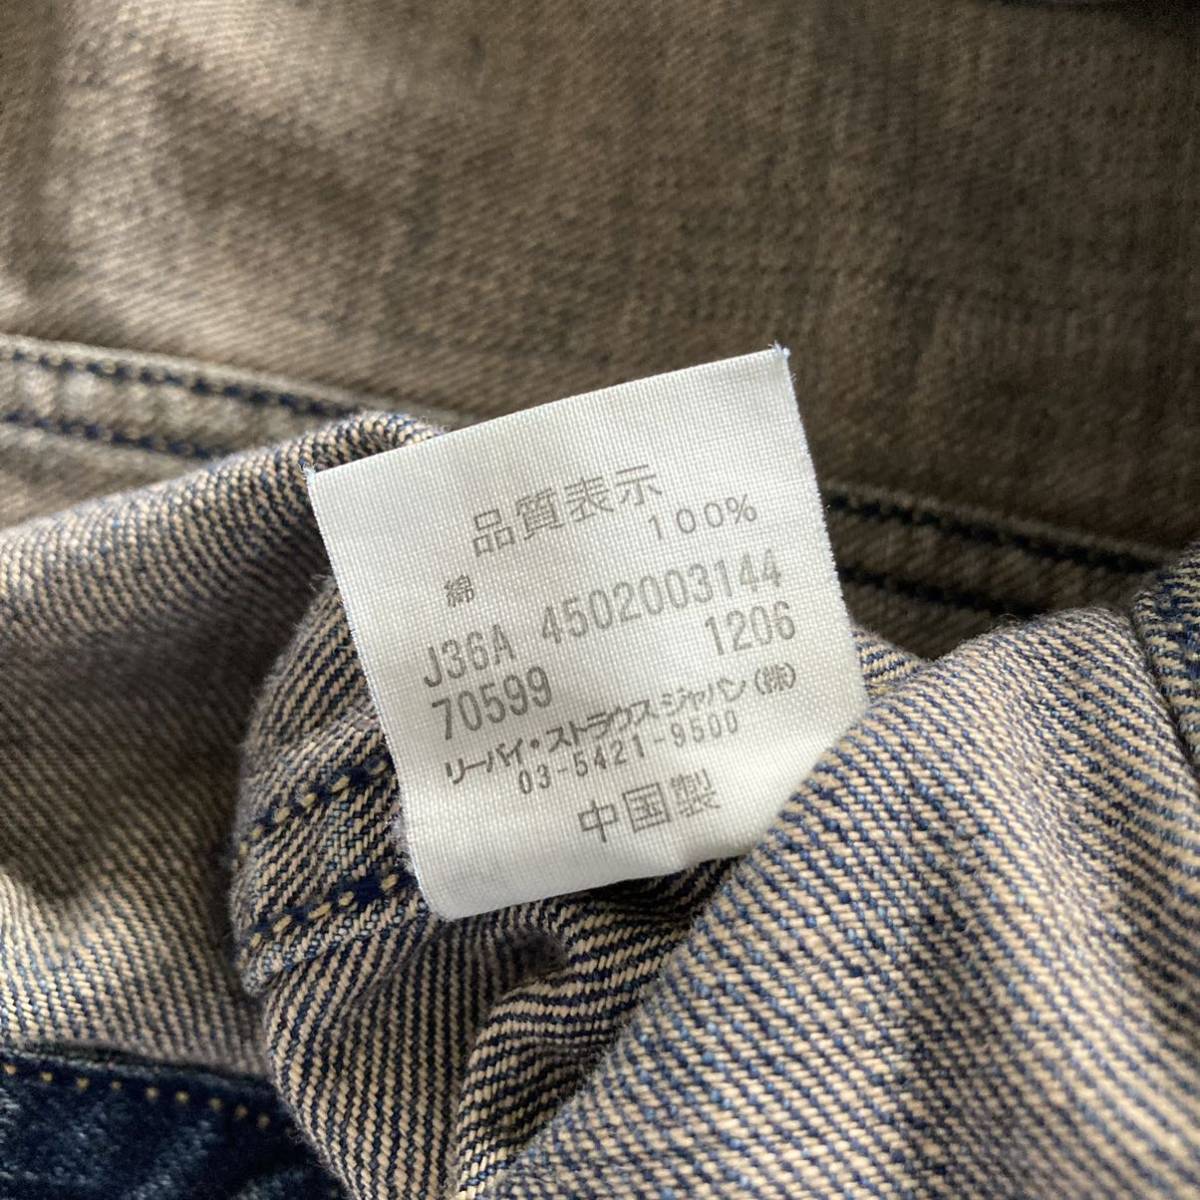 品質表示
綿 100%
J36A 4502003144
70599 1206
リーバイ・ストラウスジャパン(株)
03-5421-9500
中国製